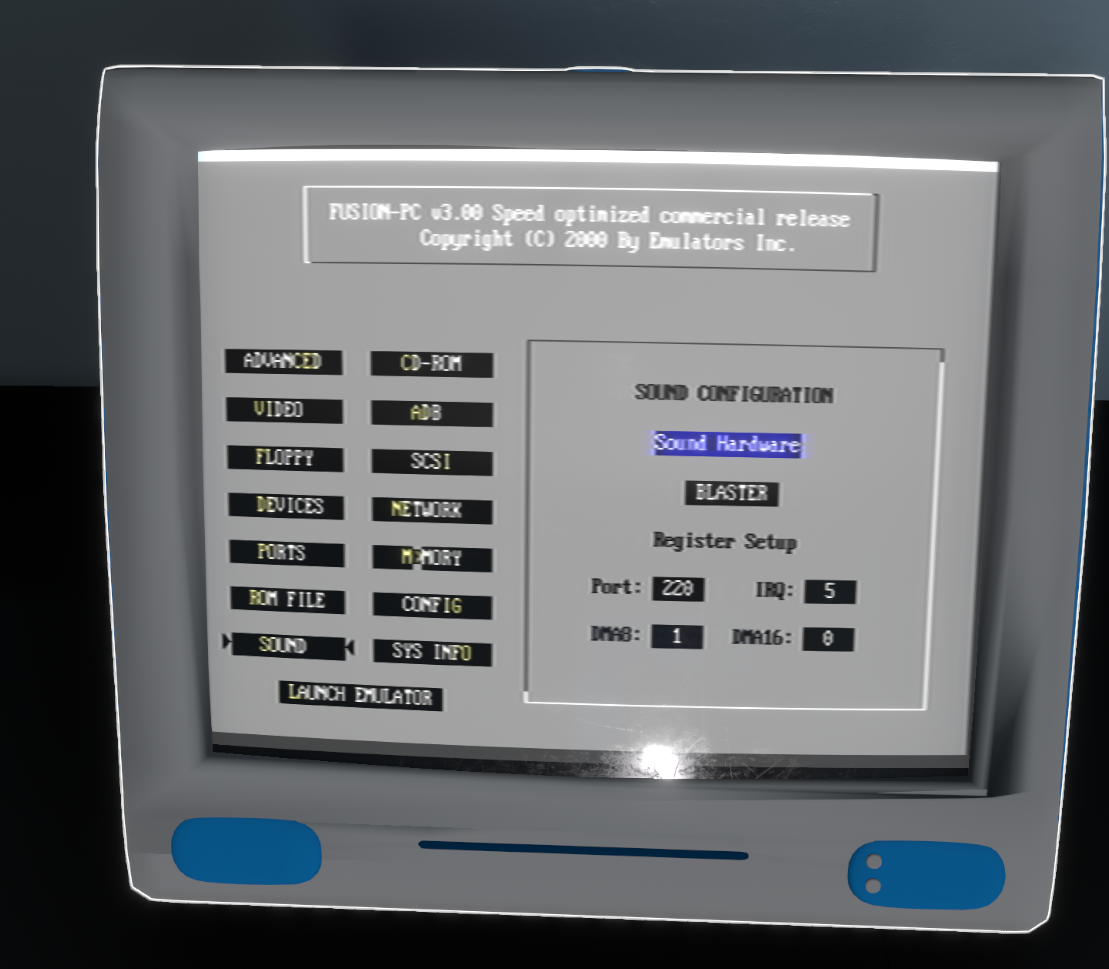 FUSION-PC v3.00 Speed optimized commercial release
Copyright (C) 2000 By Emulators Inc.
ADVANCED
CD-ROM
VIDEO
ADB
FLOPPY
SCSI
DEVICES
NETWORK
PORTS
MEMORY
ROM FILE
CONFIG
SOUND
SYS INFO
LAUNCH EMULATOR
SOUND CONFIGURATION
Sound Hardware
BLASTER
Register Setup
Port: 220 IRQ: 5
DMA8: 1 DMA16: 0